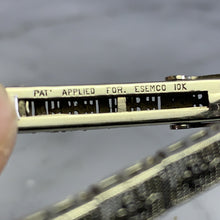 PAT' APPLIED FOR. ESEMCO 10K